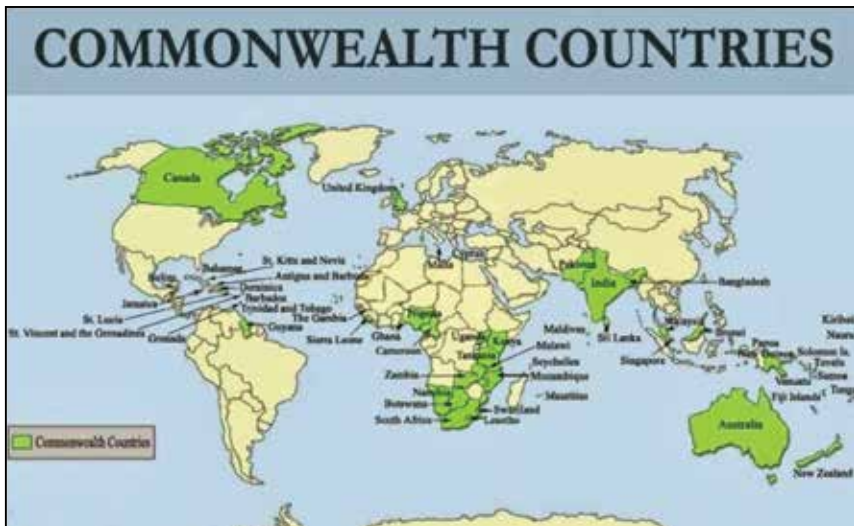 COMMONWEALTH COUNTRIES
Canada
United Kingdom
Malta
Cyprus
Pakistan
India
Bangladesh
Bahamas
St. Kitts and Nevis
Belize
Antigua and Barbuda
Dominica
Jamaica
Barbados
St. Lucia
Trinidad and Tobago
St. Vincent and the Grenadines
Grenada
Guyana
The Gambia
Sierra Leone
Ghana
Nigeria
Cameroon
Uganda
Kenya
Tanzania
Maldives
Malawi
Seychelles
Zambia
Mozambique
Namibia
Mauritius
Botswana
Swaziland
South Africa
Lesotho
Sri Lanka
Malaysia
Brunei
Singapore
Kiribati
Nauru
Papua
New Guinea
Solomon Is.
Tuvalu
Samoa
Vanuatu
Fiji Islands
Tonga
Australia
New Zealand
Commonwealth Countries